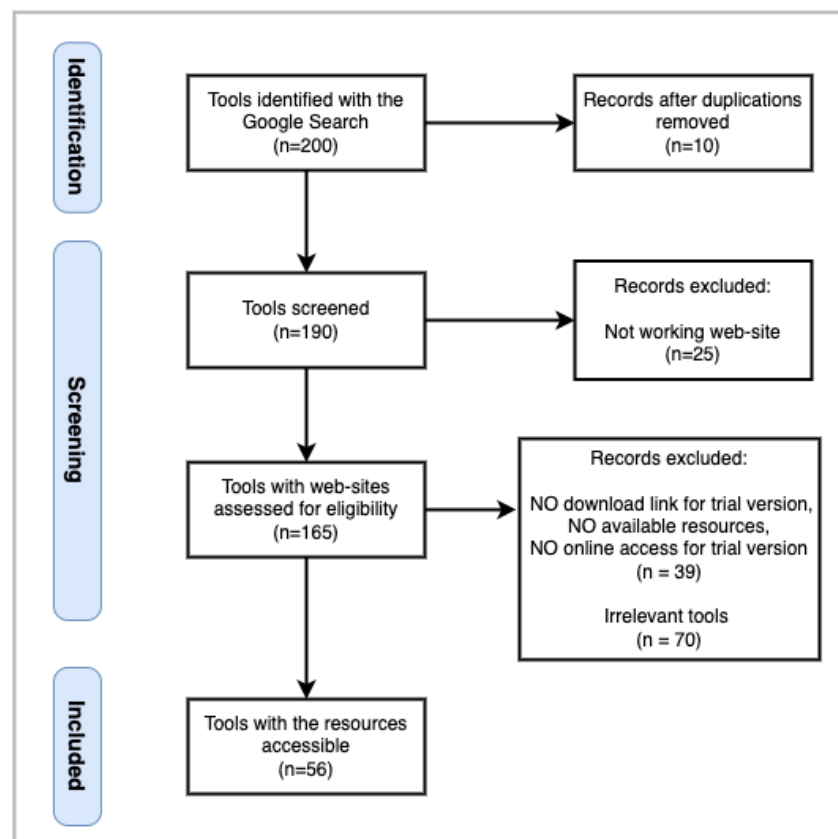 Identification
Tools identified with the
Google Search
(n=200)
Records after duplications
removed
(n=10)
Screening
Tools screened
(n=190)
Records excluded:
Not working web-site
(n=25)
Tools with web-sites
assessed for eligibility
(n=165)
Records excluded:
NO download link for trial version,
NO available resources,
NO online access for trial version
(n = 39)
Irrelevant tools
(n = 70)
Included
Tools with the resources
accessible
(n=56)